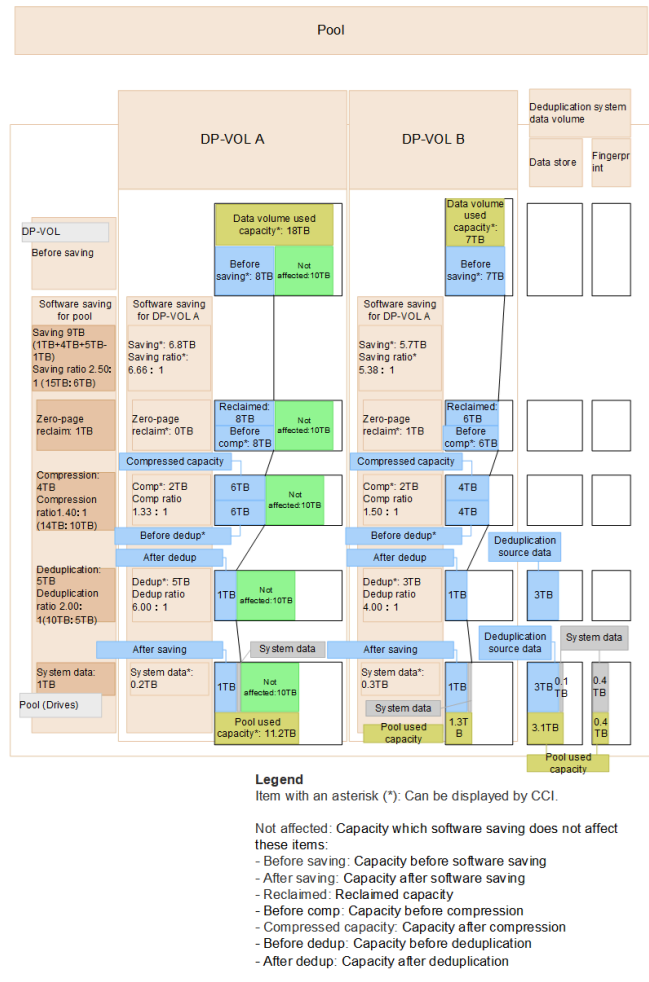 Pool
DP-VOL A
DP-VOL B
Deduplication system
data volume
Data store
Fingerpr
int
DP-VOL
Before saving
Data volume used
capacity*: 18TB
Before
saving*: 8TB
Not
affected:10TB
Data volume
used
capacity*:
7TB
Before
saving*: 7TB
Software saving
for pool
Software saving
for DP-VOL A
Software saving
for DP-VOL A
Saving 9TB
(1TB+4TB+5TB-
1TB)
Saving ratio 2.50:
1 (15TB: 6TB)
Saving*: 6.8TB
Saving ratio*:
6.66: 1
Saving*: 5.7TB
Saving ratio*
5.38: 1
Zero-page
reclaim: 1TB
Zero-page
reclaim*: 0TB
Reclaimed:
8TB
Before
comp*: 8TB
Not
affected:10TB
Zero-page
reclaim*: 1TB
Reclaimed:
6TB
Before
comp*: 6TB
Compressed capacity
Compressed capacity
Compression:
4TB
Compression
ratio1.40: 1
(14TB: 10TB)
Comp*: 2TB
Comp ratio
1.33: 1
6TB
6TB
Not
affected:10TB
Comp*: 2TB
Comp ratio
1.50: 1
4TB
4TB
Before dedup*
Before dedup*
Deduplication
source data
After dedup
After dedup
Deduplication:
5TB
Deduplication
ratio 2.00:
1(10TB: 5TB)
Dedup*: 5TB
Dedup ratio
6.00: 1
1TB
Not
affected:10TB
Dedup*: 3TB
Dedup ratio
4.00: 1
1TB
3TB
After saving
System data
After saving
Deduplication
source data
System data
System data:
1TB
System data*:
0.2TB
1TB
Not
affected:10TB
System data*:
0.3TB
1TB
3TB
0.1
TB
0.4
TB
Pool (Drives)
System data
Pool used
capacity*: 11.2TB
Pool used
capacity
1.3T
B
3.1TB
0.4
TB
Pool used
capacity
Legend
Item with an asterisk (*): Can be displayed by CCI.
Not affected: Capacity which software saving does not affect
these items:
- Before saving: Capacity before software saving
- After saving: Capacity after software saving
- Reclaimed: Reclaimed capacity
- Before comp: Capacity before compression
- Compressed capacity: Capacity after compression
- Before dedup: Capacity before deduplication
- After dedup: Capacity after deduplication